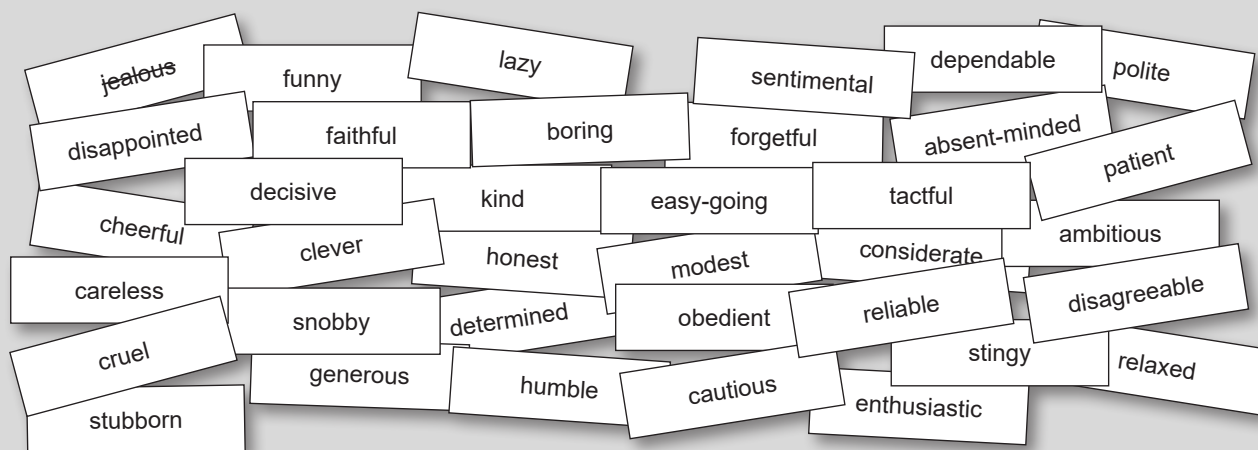 jealous
funny
lazy
sentimental
dependable
polite
disappointed
faithful
boring
forgetful
absent-minded
patient
decisive
kind
easy-going
tactful
cheerful
clever
honest
modest
considerate
ambitious
careless
snobby
determined
obedient
reliable
disagreeable
cruel
generous
humble
cautious
stingy
relaxed
stubborn
enthusiastic